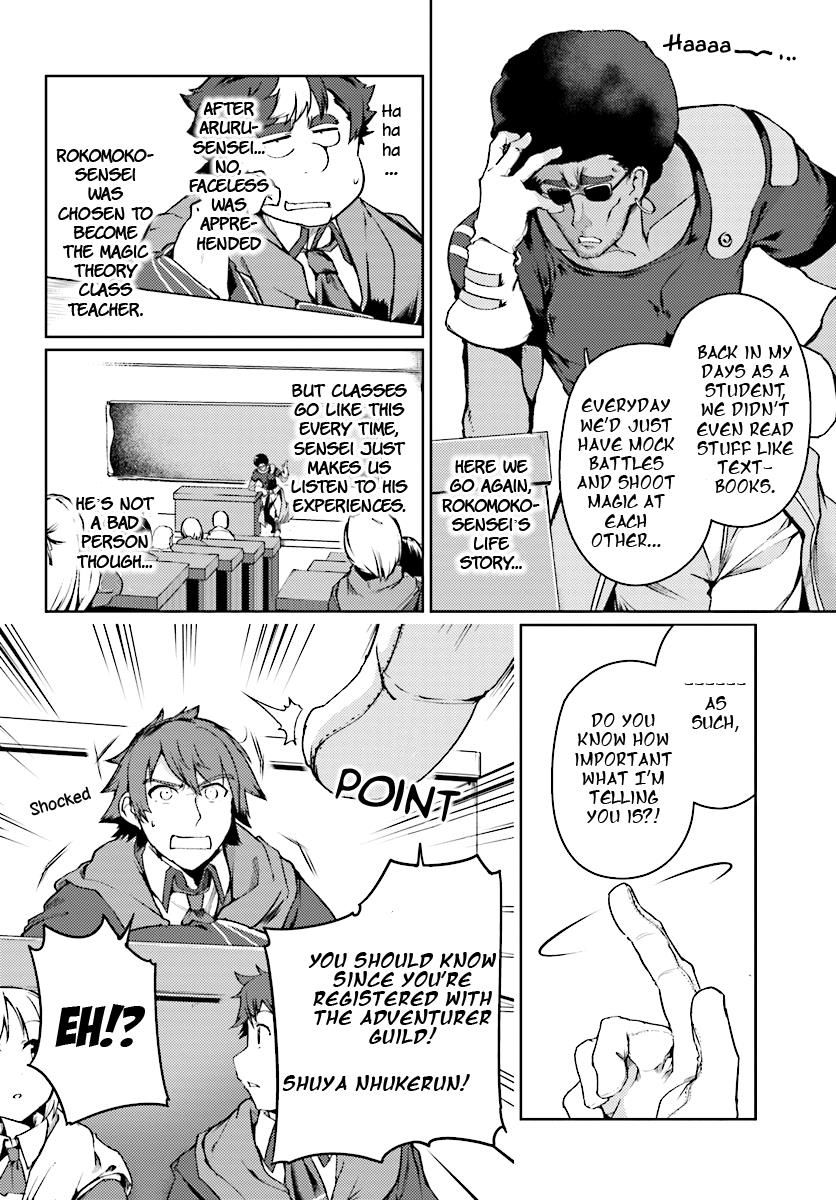 Haaaa ...
BACK IN MY
DAYS AS A
STUDENT,
WE DIDN'T
EVEN READ
STUFF LIKE
TEXT-
BOOKS.
EVERYDAY
WE'D JUST
HAVE MOCK
BATTLES
AND SHOOT
MAGIC AT
EACH
OTHER...
HERE WE
GO AGAIN,
ROKOMOKO-
SENSEI'S
LIFE
STORY...
Ha
ha
ha
...
AFTER
ARURU-
SENSEI...
NO,
FACELESS
WAS
APPRE-
HENDED
ROKOMOKO-
SENSEI
WAS
CHOSEN TO
BECOME
THE MAGIC
THEORY
CLASS
TEACHER.
BUT CLASSES
GO LIKE THIS
EVERY TIME,
SENSEI JUST
MAKES US
LISTEN TO HIS
EXPERIENCES.
HE'S NOT
A BAD
PERSON
THOUGH...
------
AS
SUCH,
DO YOU
KNOW HOW
IMPORTANT
WHAT I'M
TELLING
YOU IS?!
POINT
Shocked
YOU SHOULD KNOW
SINCE YOU'RE
REGISTERED WITH
THE ADVENTURER
GUILD!
SHUYA NHUKERUN!
EH!?